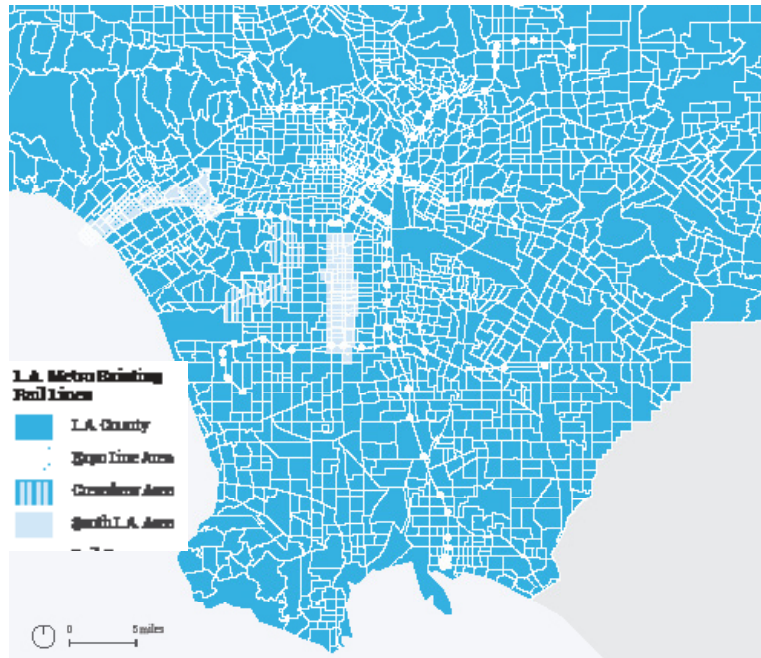 L.A. Metro Existing
Rail Lines
L.A. County
Expo Line Area
Crenshaw Area
South L.A. Area
0 5 miles